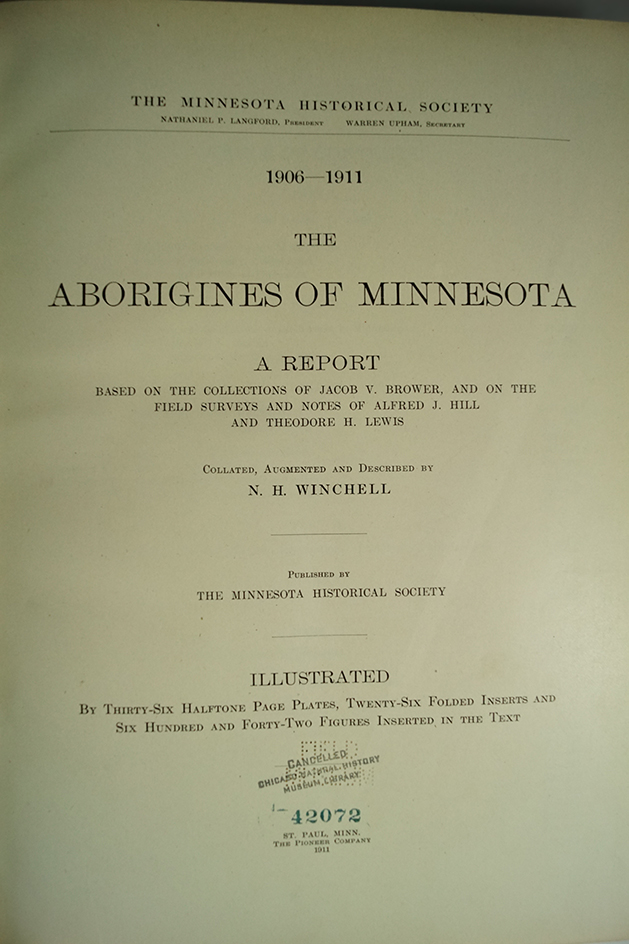 THE MINNESOTA HISTORICAL SOCIETY
NATHANIEL P. LANGFORD, PRESIDENT WARREN UPHAM, SECRETARY
1906—1911
THE
ABORIGINES OF MINNESOTA
A REPORT
BASED ON THE COLLECTIONS OF JACOB V. BROWER, AND ON THE
FIELD SURVEYS AND NOTES OF ALFRED J. HILL
AND THEODORE H. LEWIS
COLLATED, AUGMENTED AND DESCRIBED BY
N. H. WINCHELL
PUBLISHED BY
THE MINNESOTA HISTORICAL SOCIETY
ILLUSTRATED
BY THIRTY-SIX HALFTONE PAGE PLATES, TWENTY-SIX FOLDED INSERTS AND
SIX HUNDRED AND FORTY-TWO FIGURES INSERTED IN THE TEXT
CANCELLED
CHICAGO NATURAL HISTORY
MUSEUM LIBRARY
42072
ST. PAUL, MINN.
THE PIONEER COMPANY
1911